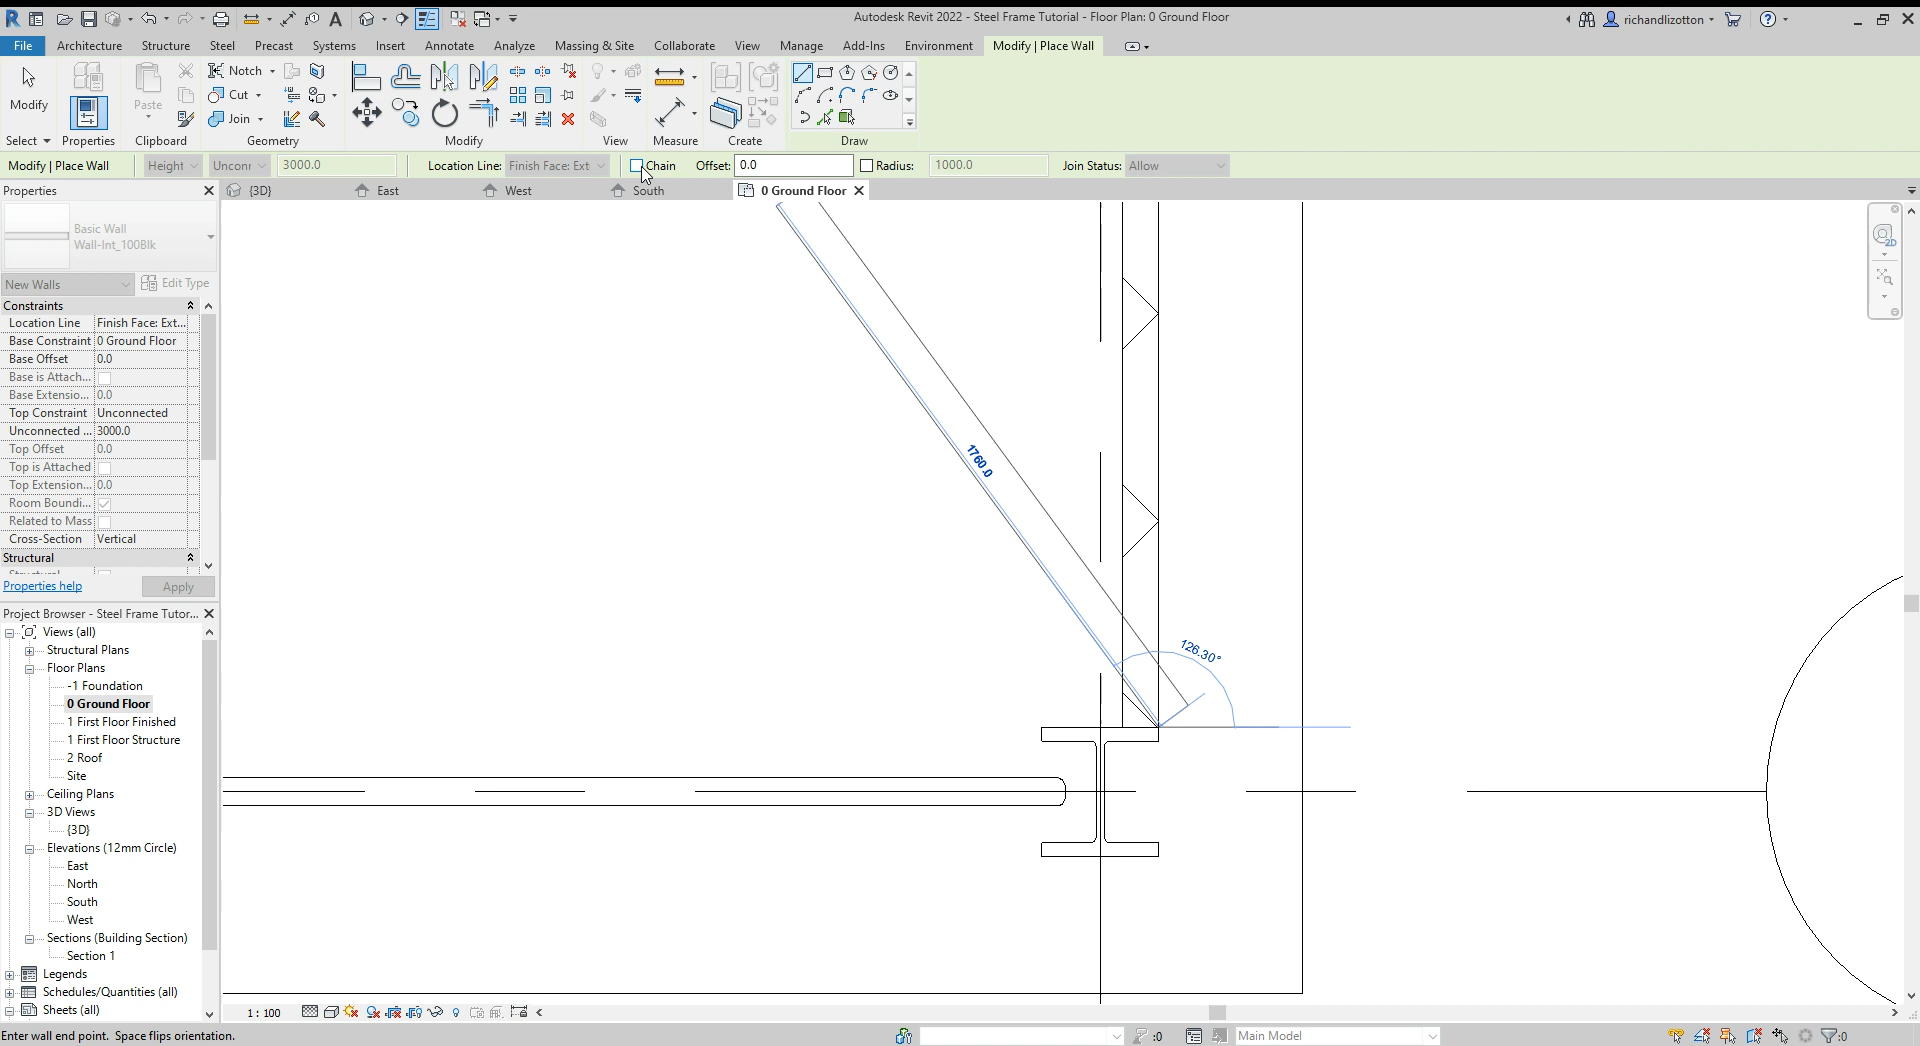 Autodesk Revit 2022 - Steel Frame Tutorial - Floor Plan: 0 Ground Floor
richandlizotton
File Architecture Structure Steel Precast Systems Insert Annotate Analyze Massing & Site Collaborate View Manage Add-Ins Environment Modify | Place Wall
Modify
Paste
Notch
Cut
Join
Select Properties Clipboard Geometry Modify View Measure Create Draw
Modify | Place Wall Height Uncon 3000.0 Location Line: Finish Face: Ext Chain Offset: 0.0 Radius: 1000.0 Join Status: Allow
Properties
{3D} East West South 0 Ground Floor
Basic Wall
Wall-Int_100Blk
New Walls Edit Type
Constraints
Location Line Finish Face: Ext...
Base Constraint 0 Ground Floor
Base Offset 0.0
Base is Attach...
Base Extensio... 0.0
Top Constraint Unconnected
Unconnected ... 3000.0
Top Offset 0.0
Top is Attached
Top Extension... 0.0
Room Boundi...
Related to Mass
Cross-Section Vertical
Structural
Properties help Apply
Project Browser - Steel Frame Tutor...
Views (all)
Structural Plans
Floor Plans
-1 Foundation
0 Ground Floor
1 First Floor Finished
1 First Floor Structure
2 Roof
Site
Ceiling Plans
3D Views
{3D}
Elevations (12mm Circle)
East
North
South
West
Sections (Building Section)
Section 1
Legends
Schedules/Quantities (all)
Sheets (all)
1760.0
126.30°
2D
1 : 100
Enter wall end point. Space flips orientation.
:0
Main Model
:0